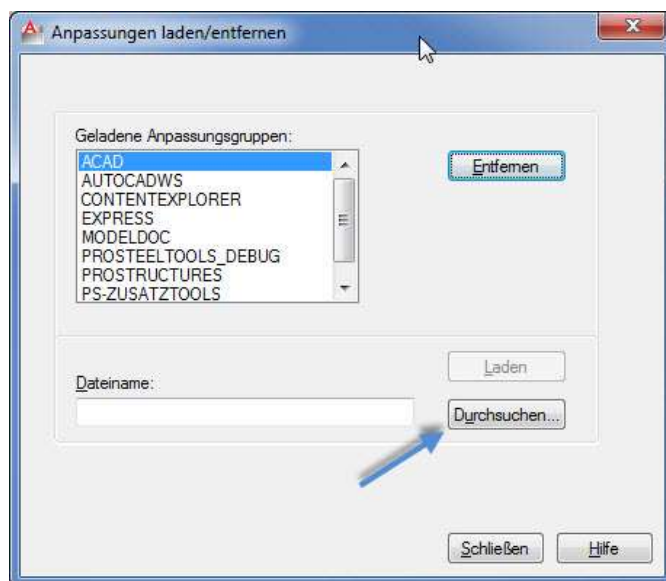 Anpassungen laden/entfernen
Geladene Anpassungsgruppen:
ACAD
AUTOCADWS
CONTENTEXPLORER
EXPRESS
MODELDOC
PROSTEELTOOLS_DEBUG
PROSTRUCTURES
PS-ZUSATZTOOLS
Entfernen
Laden
Dateiname:
Durchsuchen...
Schließen
Hilfe